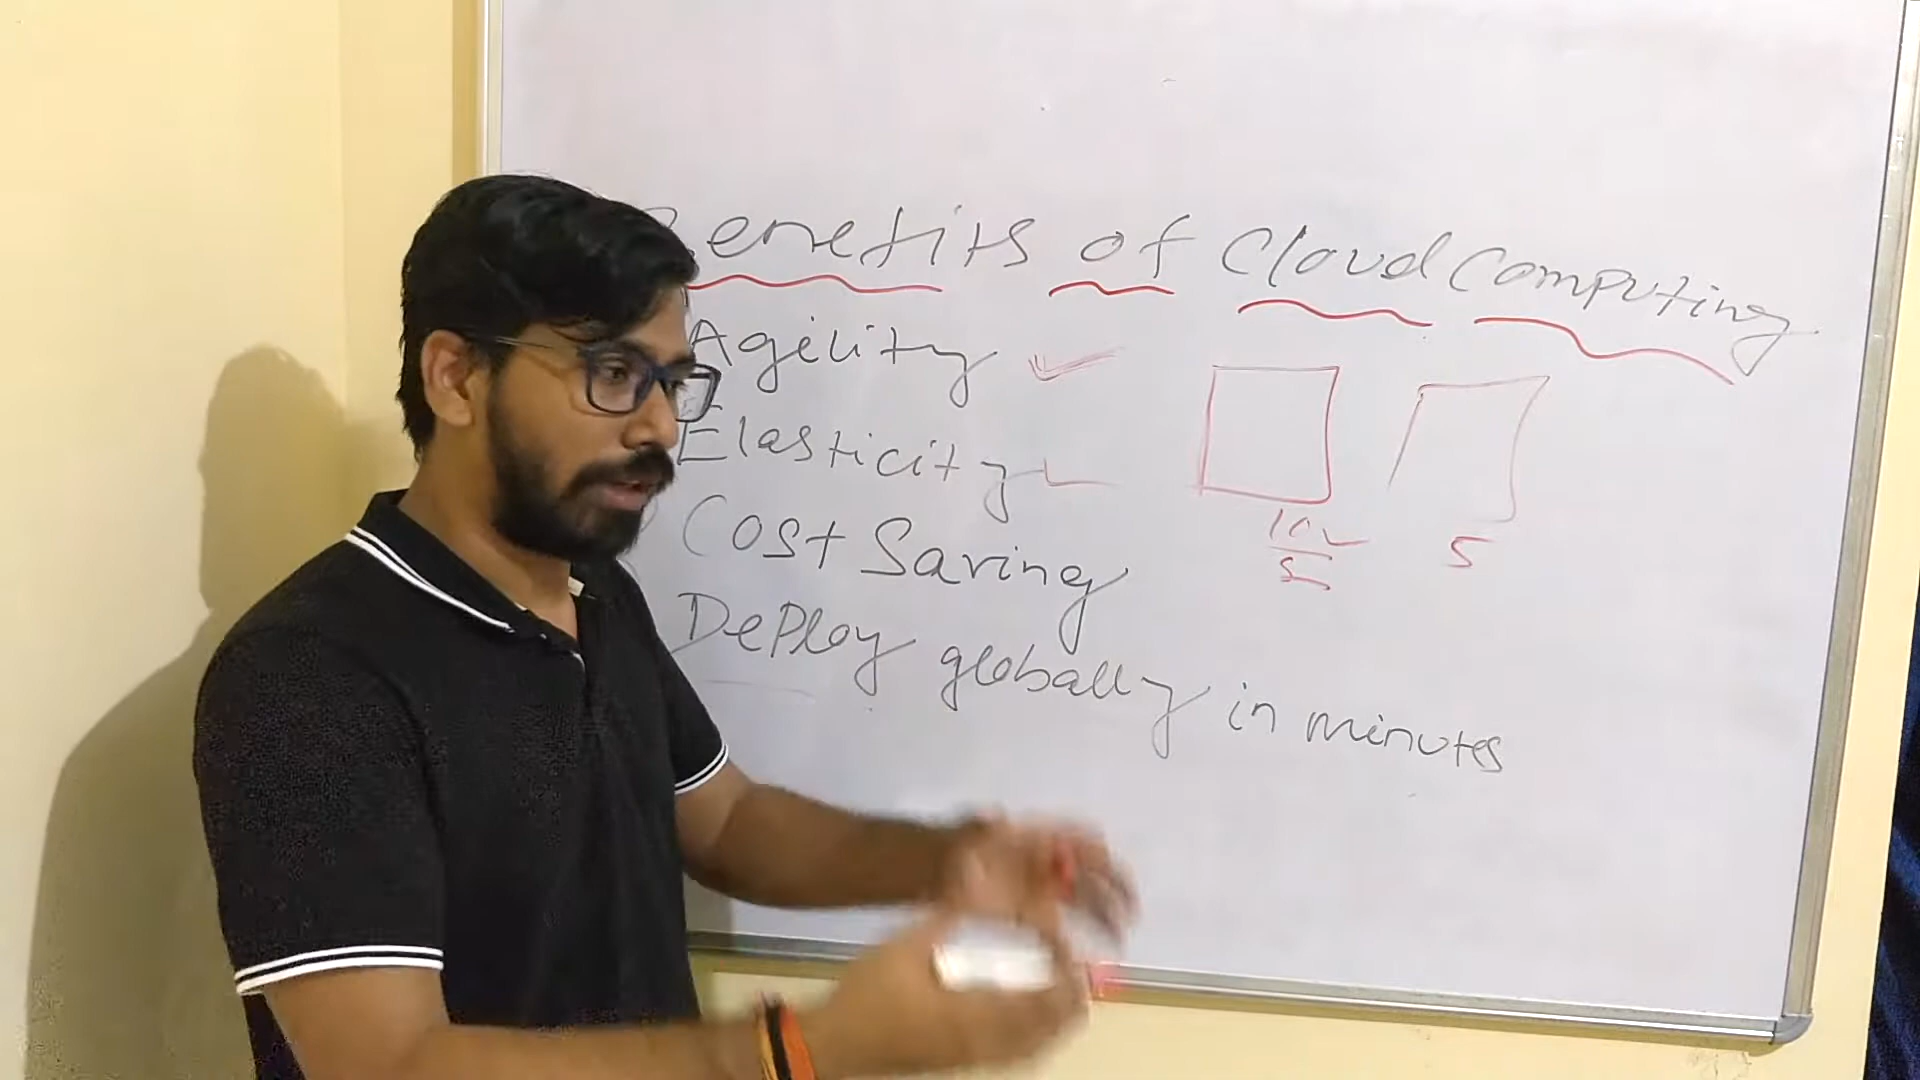 Benefits of Cloud Computing
Agility
Elasticity
Cost Saving
DePloy globally in minutes
10
5
5